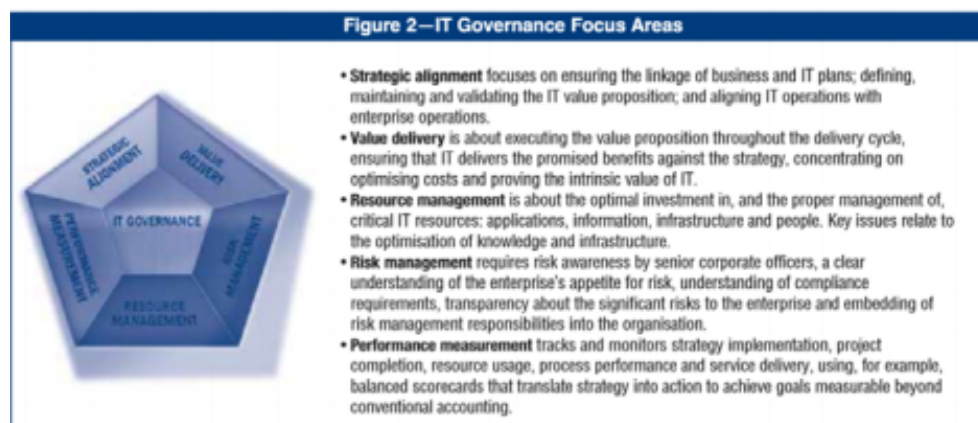 Figure 2—IT Governance Focus Areas
STRATEGIC
ALIGNMENT
VALUE
DELIVERY
PERFORMANCE
MEASUREMENT
IT GOVERNANCE
RISK
MANAGEMENT
RESOURCE
MANAGEMENT
• Strategic alignment focuses on ensuring the linkage of business and IT plans; defining,
maintaining and validating the IT value proposition; and aligning IT operations with
enterprise operations.
• Value delivery is about executing the value proposition throughout the delivery cycle,
ensuring that IT delivers the promised benefits against the strategy, concentrating on
optimising costs and proving the intrinsic value of IT.
• Resource management is about the optimal investment in, and the proper management of,
critical IT resources: applications, information, infrastructure and people. Key issues relate to
the optimisation of knowledge and infrastructure.
• Risk management requires risk awareness by senior corporate officers, a clear
understanding of the enterprise's appetite for risk, understanding of compliance
requirements, transparency about the significant risks to the enterprise and embedding of
risk management responsibilities into the organisation.
• Performance measurement tracks and monitors strategy implementation, project
completion, resource usage, process performance and service delivery, using, for example,
balanced scorecards that translate strategy into action to achieve goals measurable beyond
conventional accounting.